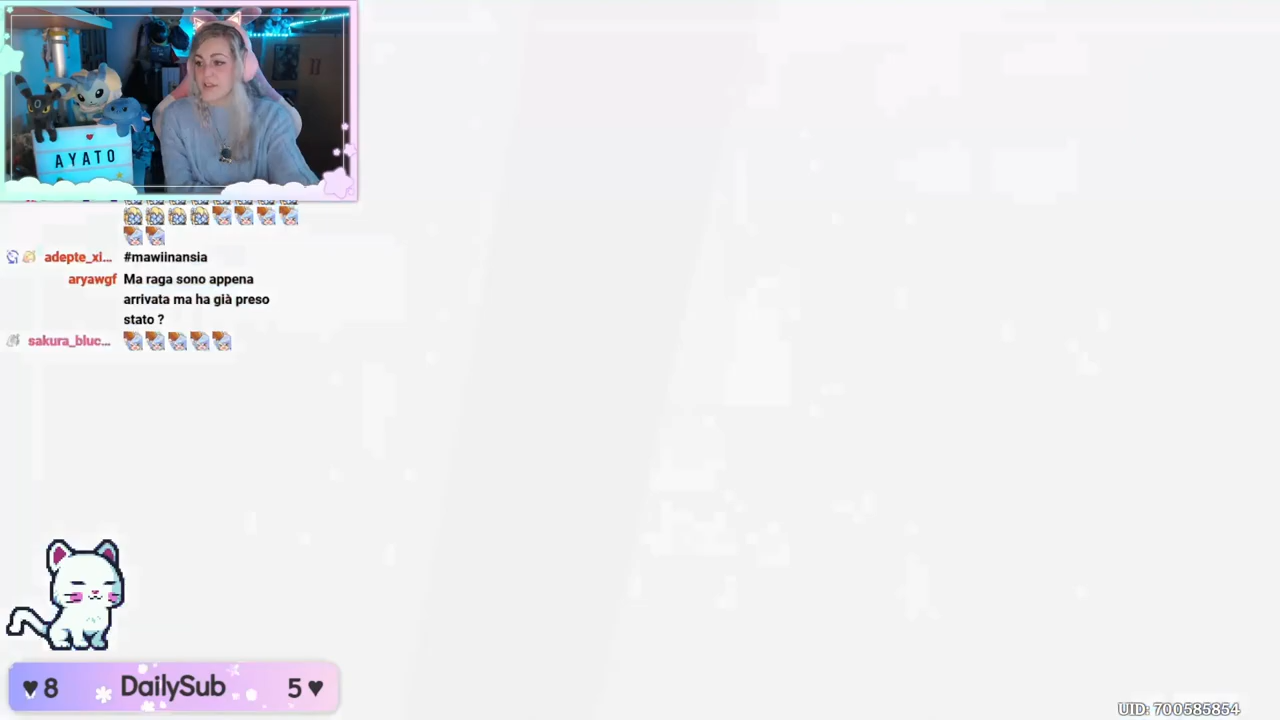 AYATO
adepte_xi... #mawiinansia
aryawgf Ma raga sono appena
arrivata ma ha già preso
stato ?
sakura_bluc...
♥ 8 DailySub 5 ♥
UID: 700585854